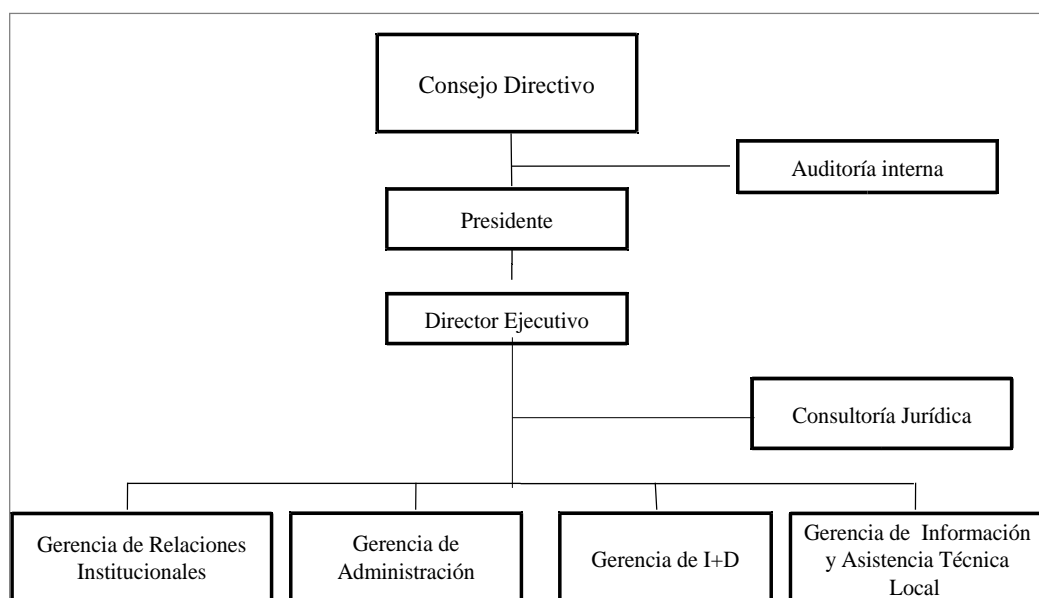 Consejo Directivo
Auditoría interna
Presidente
Director Ejecutivo
Consultoría Jurídica
Gerencia de Relaciones
Institucionales
Gerencia de
Administración
Gerencia de I+D
Gerencia de Información
y Asistencia Técnica
Local